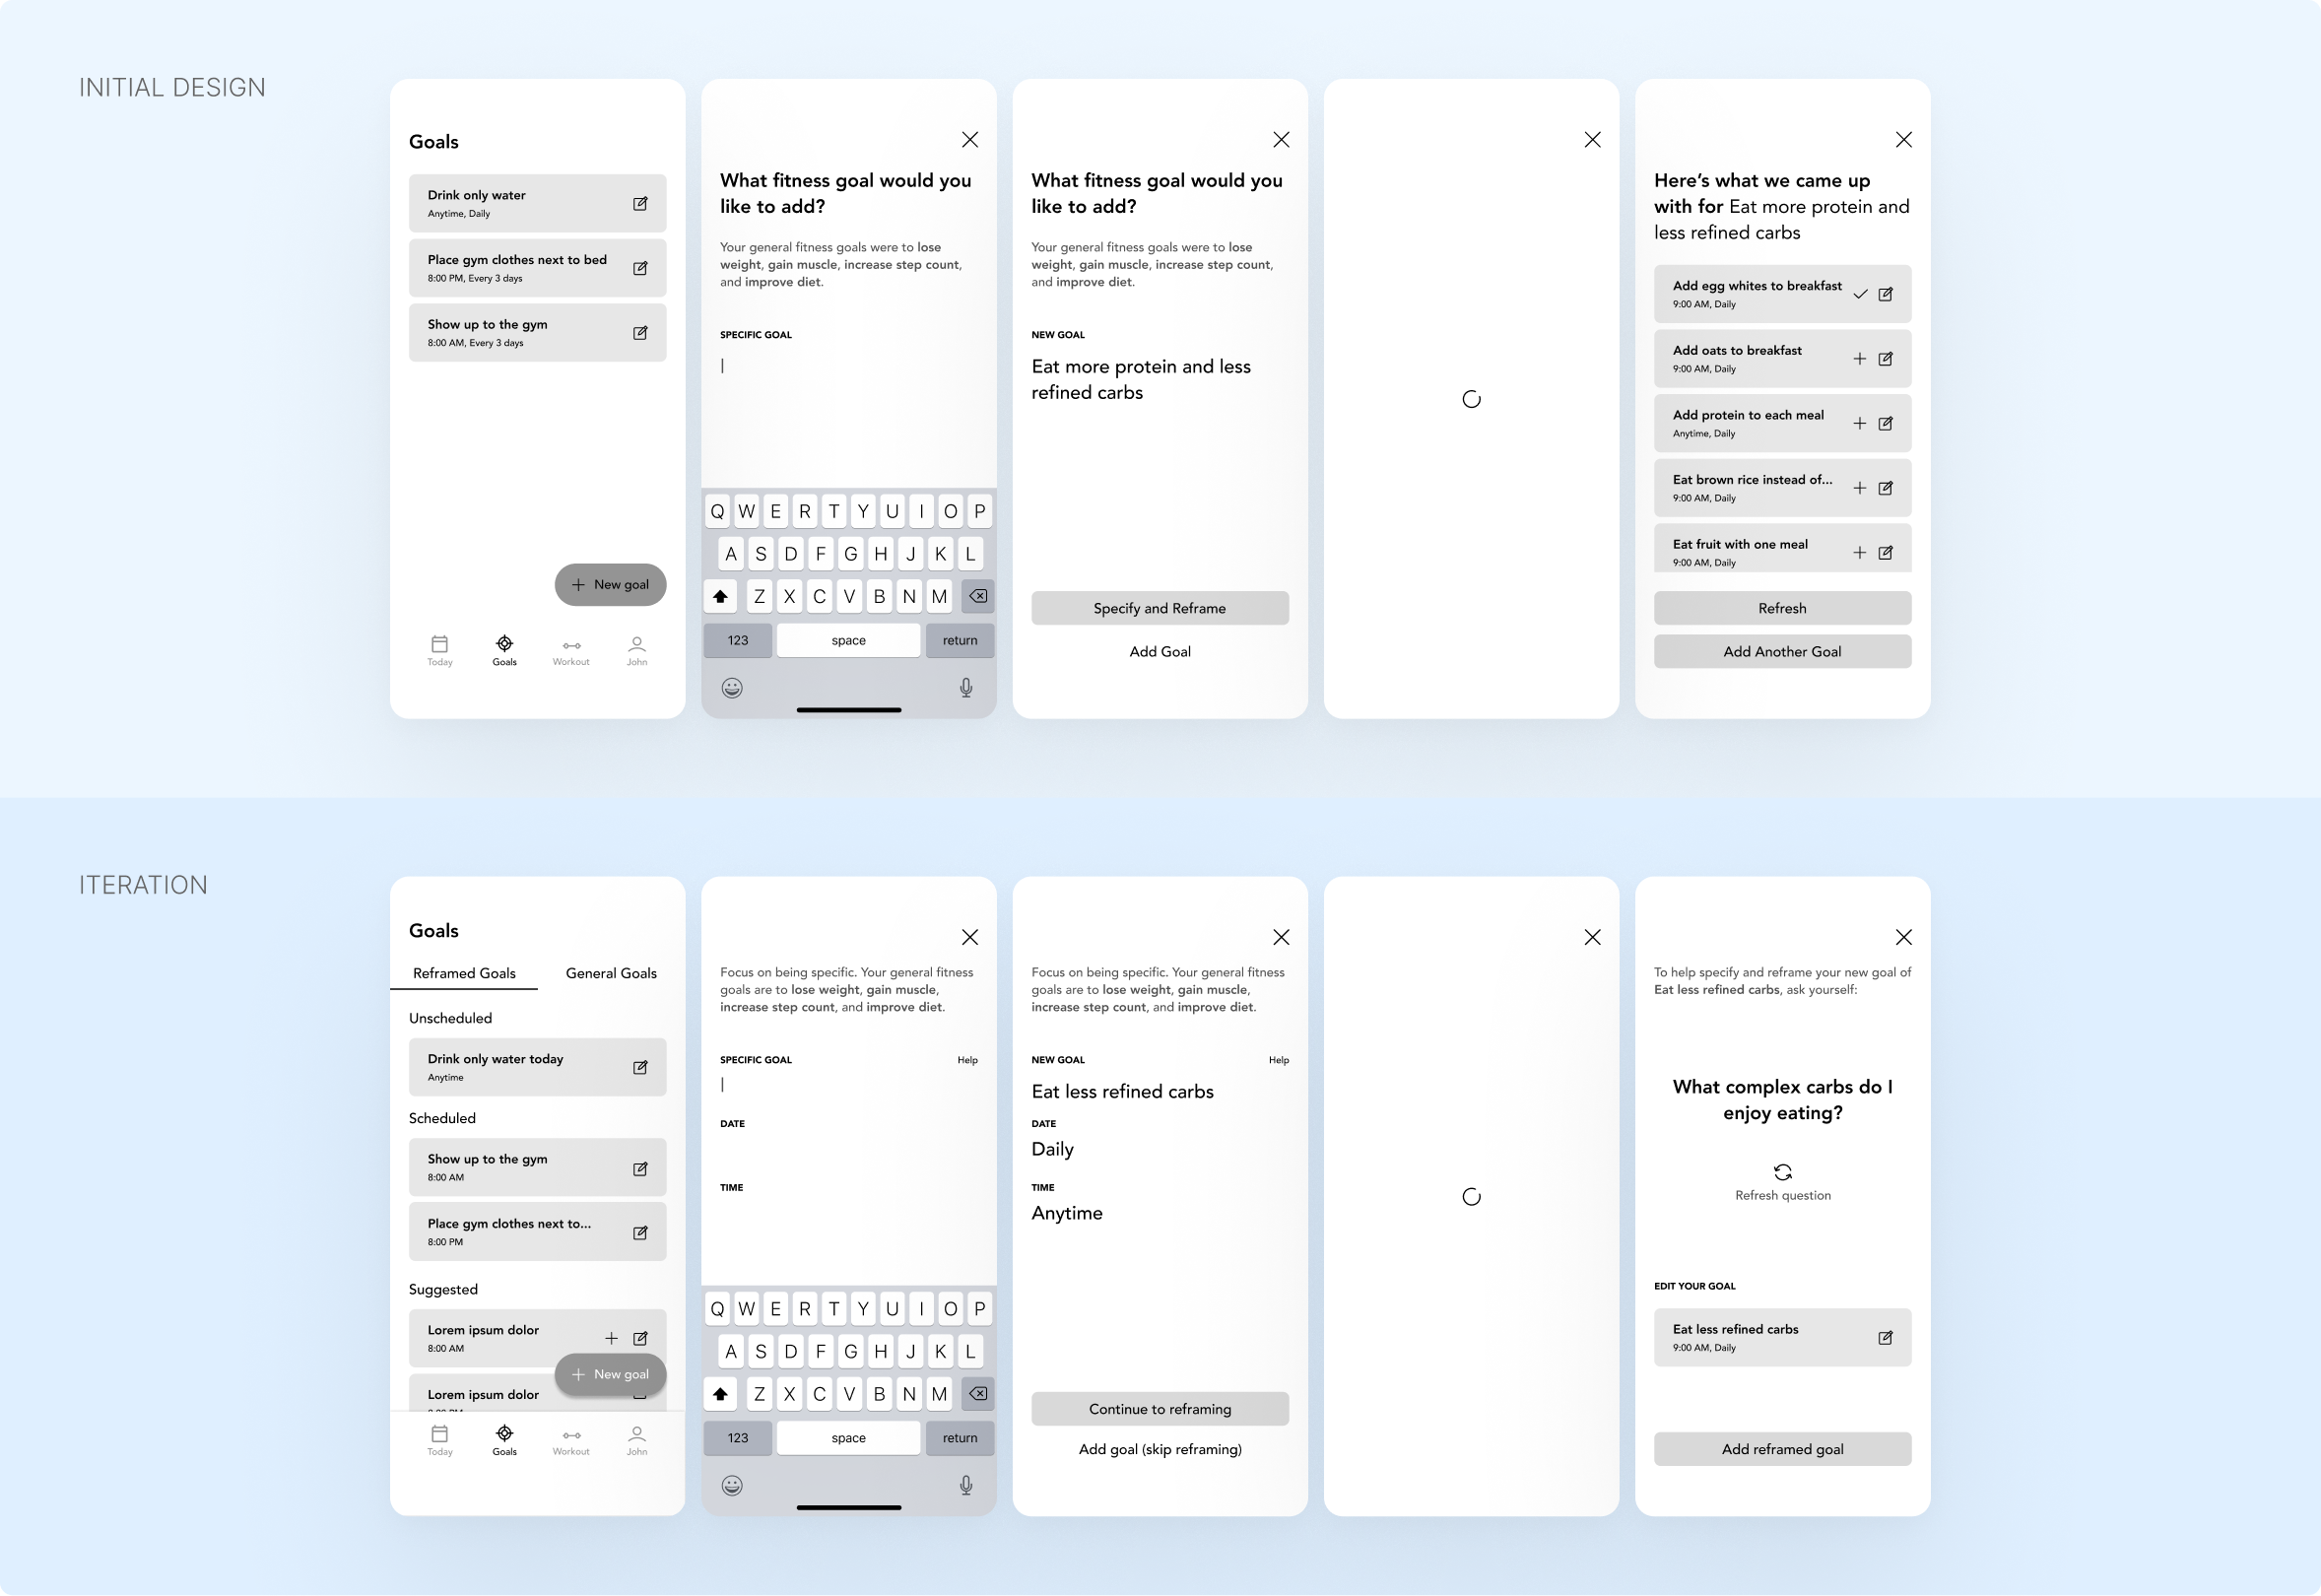 INITIAL DESIGN
Goals
Drink only water
Anytime, Daily
Place gym clothes next to bed
8:00 PM, Every 3 days
Show up to the gym
8:00 AM, Every 3 days
+ New goal
Today Goals Workout John
What fitness goal would you
like to add?
Your general fitness goals were to lose
weight, gain muscle, increase step count,
and improve diet.
SPECIFIC GOAL
Q W E R T Y U I O P
A S D F G H J K L
Z X C V B N M
123 space return
What fitness goal would you
like to add?
Your general fitness goals were to lose
weight, gain muscle, increase step count,
and improve diet.
NEW GOAL
Eat more protein and less
refined carbs
Specify and Reframe
Add Goal
Here's what we came up
with for Eat more protein and
less refined carbs
Add egg whites to breakfast
9:00 AM, Daily
Add oats to breakfast
9:00 AM, Daily
Add protein to each meal
Anytime, Daily
Eat brown rice instead of...
9:00 AM, Daily
Eat fruit with one meal
9:00 AM, Daily
Refresh
Add Another Goal
ITERATION
Goals
Reframed Goals General Goals
Unscheduled
Drink only water today
Anytime
Scheduled
Show up to the gym
8:00 AM
Place gym clothes next to...
8:00 PM
Suggested
Lorem ipsum dolor
8:00 AM
+ New goal
Lorem ipsum dolor
Today Goals Workout John
Focus on being specific. Your general fitness
goals are to lose weight, gain muscle,
increase step count, and improve diet.
SPECIFIC GOAL Help
DATE
TIME
Q W E R T Y U I O P
A S D F G H J K L
Z X C V B N M
123 space return
Focus on being specific. Your general fitness
goals are to lose weight, gain muscle,
increase step count, and improve diet.
NEW GOAL Help
Eat less refined carbs
DATE
Daily
TIME
Anytime
Continue to reframing
Add goal (skip reframing)
To help specify and reframe your new goal of
Eat less refined carbs, ask yourself:
What complex carbs do I
enjoy eating?
Refresh question
EDIT YOUR GOAL
Eat less refined carbs
9:00 AM, Daily
Add reframed goal